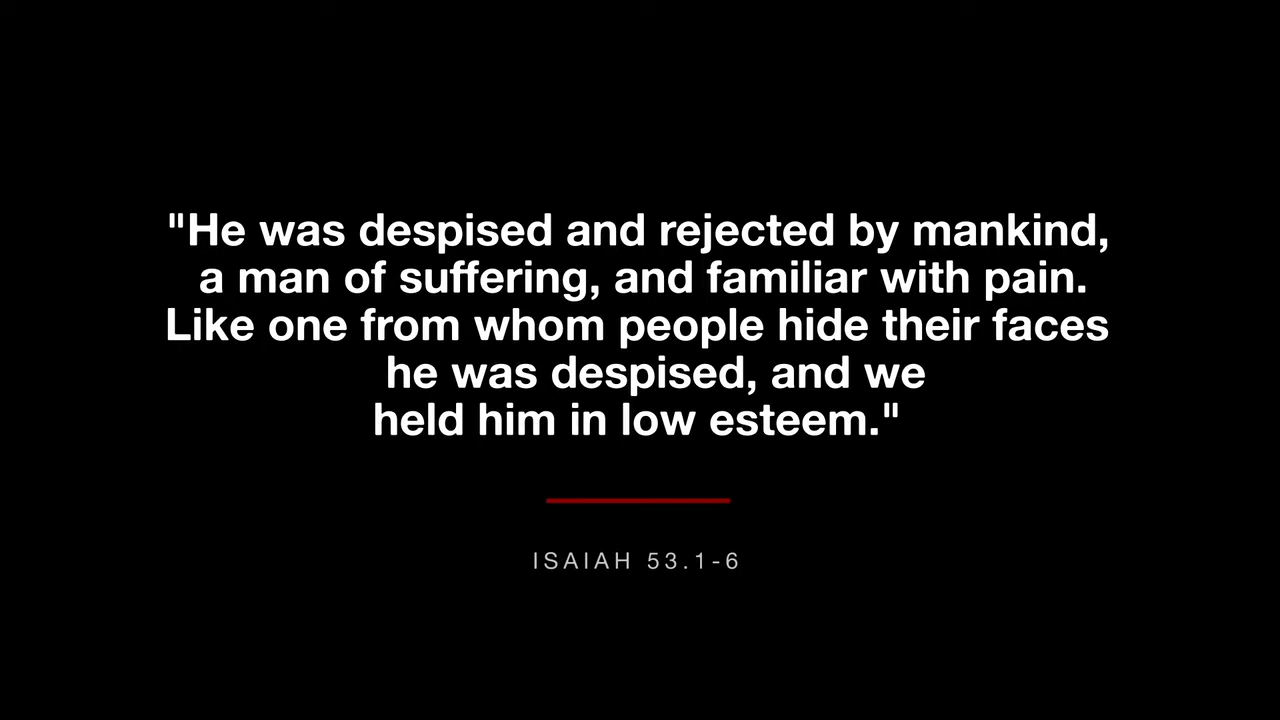 "He was despised and rejected by mankind,
a man of suffering, and familiar with pain.
Like one from whom people hide their faces
he was despised, and we
held him in low esteem."
ISAIAH 53.1-6